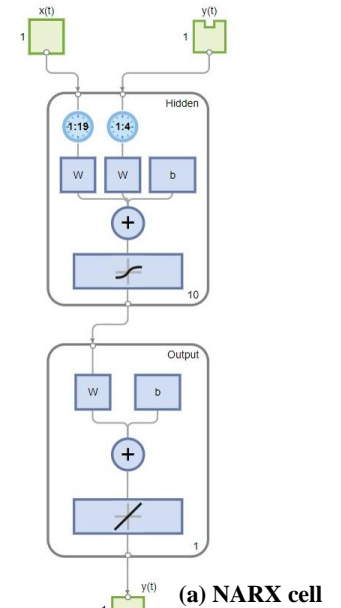 x(t) y(t)
1 1
Hidden
1:19 1:4
W W b
+
10
Output
W b
+
1
y(t)
(a) NARX cell
1